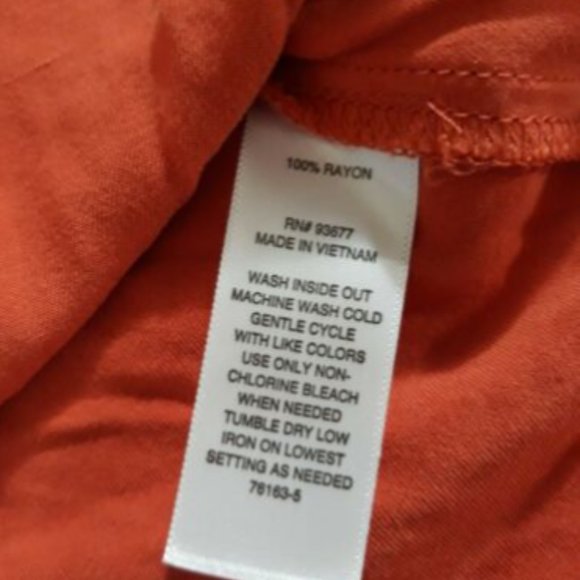 100% RAYON
RN# 93677
MADE IN VIETNAM
WASH INSIDE OUT
MACHINE WASH COLD
GENTLE CYCLE
WITH LIKE COLORS
USE ONLY NON-
CHLORINE BLEACH
WHEN NEEDED
TUMBLE DRY LOW
IRON ON LOWEST
SETTING AS NEEDED
76163-5